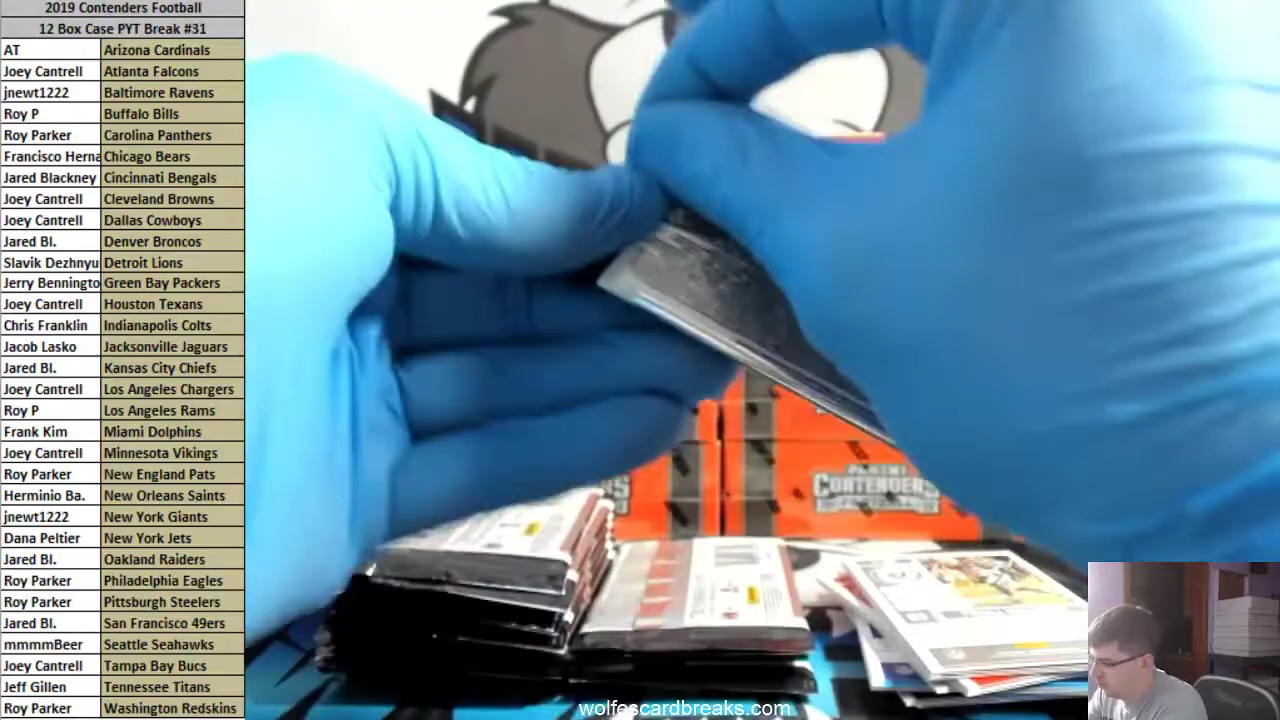 2019 Contenders Football
12 Box Case PYT Break #31
AT Arizona Cardinals
Joey Cantrell Atlanta Falcons
jnewt1222 Baltimore Ravens
Roy P Buffalo Bills
Roy Parker Carolina Panthers
Francisco Herna Chicago Bears
Jared Blackney Cincinnati Bengals
Joey Cantrell Cleveland Browns
Joey Cantrell Dallas Cowboys
Jared Bl. Denver Broncos
Slavik Dezhnyu Detroit Lions
Jerry Benningto Green Bay Packers
Joey Cantrell Houston Texans
Chris Franklin Indianapolis Colts
Jacob Lasko Jacksonville Jaguars
Jared Bl. Kansas City Chiefs
Joey Cantrell Los Angeles Chargers
Roy P Los Angeles Rams
Frank Kim Miami Dolphins
Joey Cantrell Minnesota Vikings
Roy Parker New England Pats
Herminio Ba. New Orleans Saints
jnewt1222 New York Giants
Dana Peltier New York Jets
Jared Bl. Oakland Raiders
Roy Parker Philadelphia Eagles
Roy Parker Pittsburgh Steelers
Jared Bl. San Francisco 49ers
mmmmBeer Seattle Seahawks
Joey Cantrell Tampa Bay Bucs
Jeff Gillen Tennessee Titans
Roy Parker Washington Redskins
PANINI
CONTENDERS
wolfescardbreaks.com